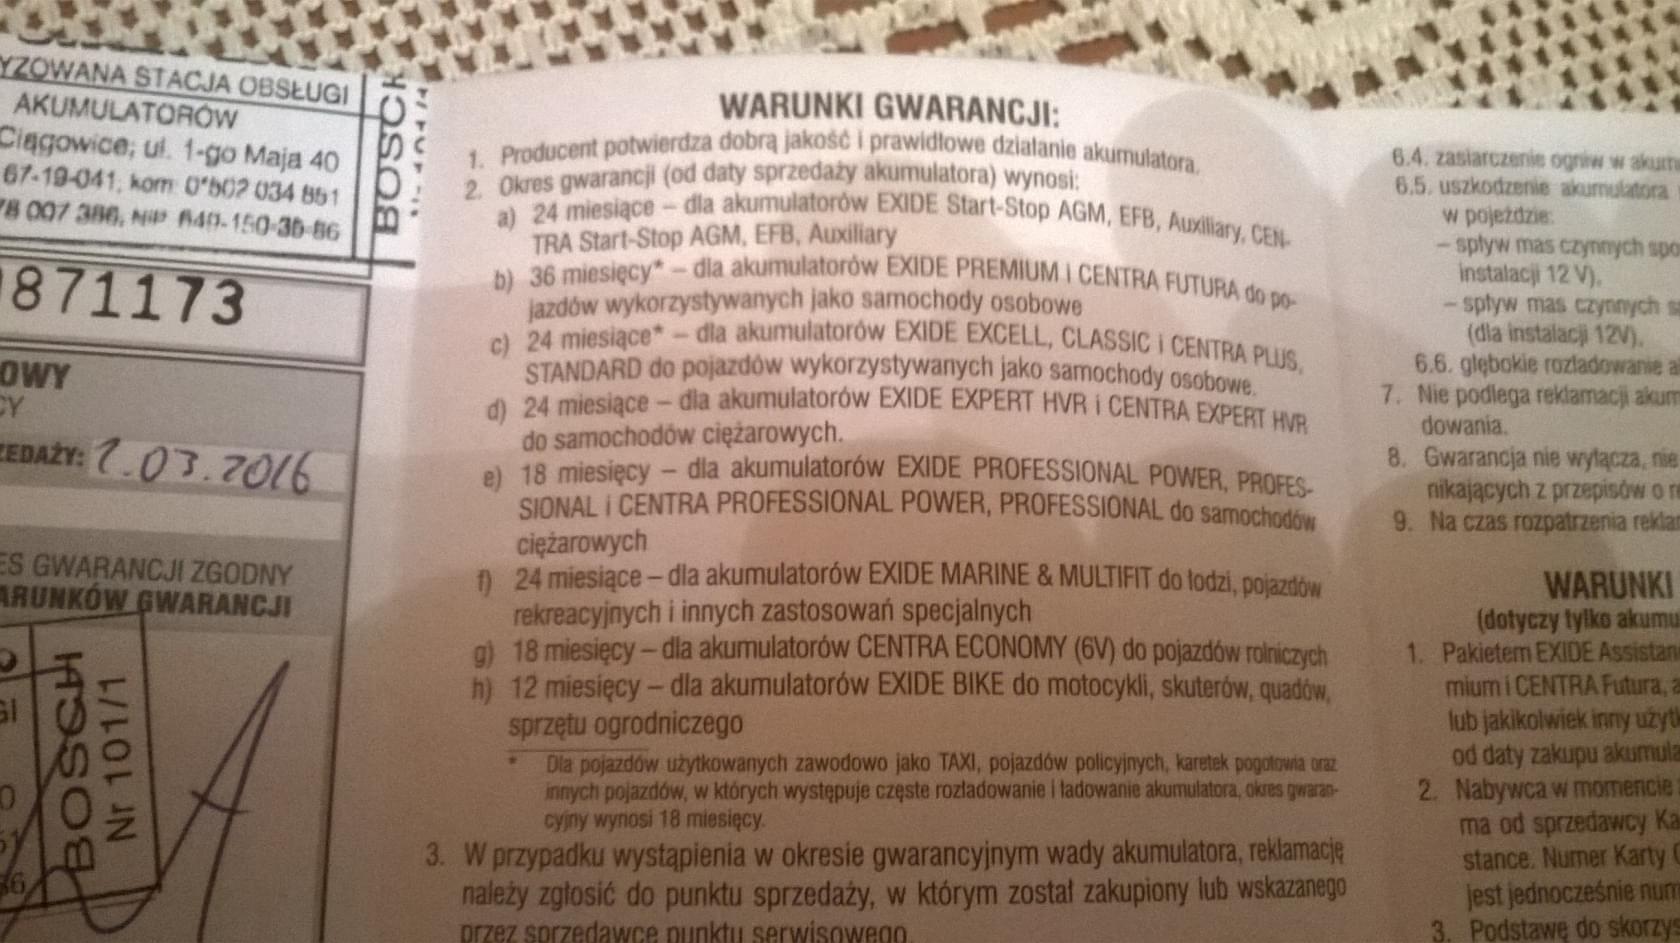 YZOWANA STACJA OBSŁUGI
AKUMULATORÓW
Ciągowice, ul. 1-go Maja 40
67-19-041, kom. 0*502 034 851
BOSCH
871173
OWY
CY
ZEDAŻY: 2.03.2016
ES GWARANCJI ZGODNY
ARUNKÓW GWARANCJI
BOSCH
Nr 101/1
WARUNKI GWARANCJI:
1. Producent potwierdza dobrą jakość i prawidłowe działanie akumulatora.
2. Okres gwarancji (od daty sprzedaży akumulatora) wynosi:
a) 24 miesiące – dla akumulatorów EXIDE Start-Stop AGM, EFB, Auxiliary, CEN-
TRA Start-Stop AGM, EFB, Auxiliary
b) 36 miesięcy* – dla akumulatorów EXIDE PREMIUM i CENTRA FUTURA do po-
jazdów wykorzystywanych jako samochody osobowe
c) 24 miesiące* – dla akumulatorów EXIDE EXCELL, CLASSIC i CENTRA PLUS,
STANDARD do pojazdów wykorzystywanych jako samochody osobowe.
d) 24 miesiące – dla akumulatorów EXIDE EXPERT HVR i CENTRA EXPERT HVR
do samochodów ciężarowych.
e) 18 miesięcy – dla akumulatorów EXIDE PROFESSIONAL POWER, PROFES-
SIONAL i CENTRA PROFESSIONAL POWER, PROFESSIONAL do samochodów
ciężarowych
f) 24 miesiące – dla akumulatorów EXIDE MARINE & MULTIFIT do łodzi, pojazdów
rekreacyjnych i innych zastosowań specjalnych
g) 18 miesięcy – dla akumulatorów CENTRA ECONOMY (6V) do pojazdów rolniczych
h) 12 miesięcy – dla akumulatorów EXIDE BIKE do motocykli, skuterów, quadów,
sprzętu ogrodniczego
* Dla pojazdów użytkowanych zawodowo jako TAXI, pojazdów policyjnych, karetek pogotowia oraz
innych pojazdów, w których występuje częste rozładowanie i ładowanie akumulatora, okres gwaran-
cyjny wynosi 18 miesięcy.
3. W przypadku wystąpienia w okresie gwarancyjnym wady akumulatora, reklamację
należy zgłosić do punktu sprzedaży, w którym został zakupiony lub wskazanego
przez sprzedawcę punktu serwisowego.
6.4. zasiarczenie ogniw w akum
6.5. uszkodzenie akumulatora
w pojeździe:
– spływ mas czynnych spo
instalacji 12 V),
– spływ mas czynnych s
(dla instalacji 12V),
6.6. głębokie rozładowanie a
7. Nie podlega reklamacji akum
dowania.
8. Gwarancja nie wyłącza, nie
nikających z przepisów o n
9. Na czas rozpatrzenia rekla
WARUNKI
(dotyczy tylko akumu
1. Pakietem EXIDE Assistan
mium i CENTRA Futura, z
lub jakikolwiek inny użyt
od daty zakupu akumula
2. Nabywca w momencie
ma od sprzedawcy Ka
stance. Numer Karty
jest jednocześnie num
3. Podstawę do skorzys